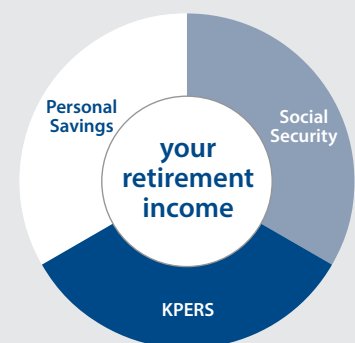 Personal
Savings
Social
Security
your
retirement
income
KPERS